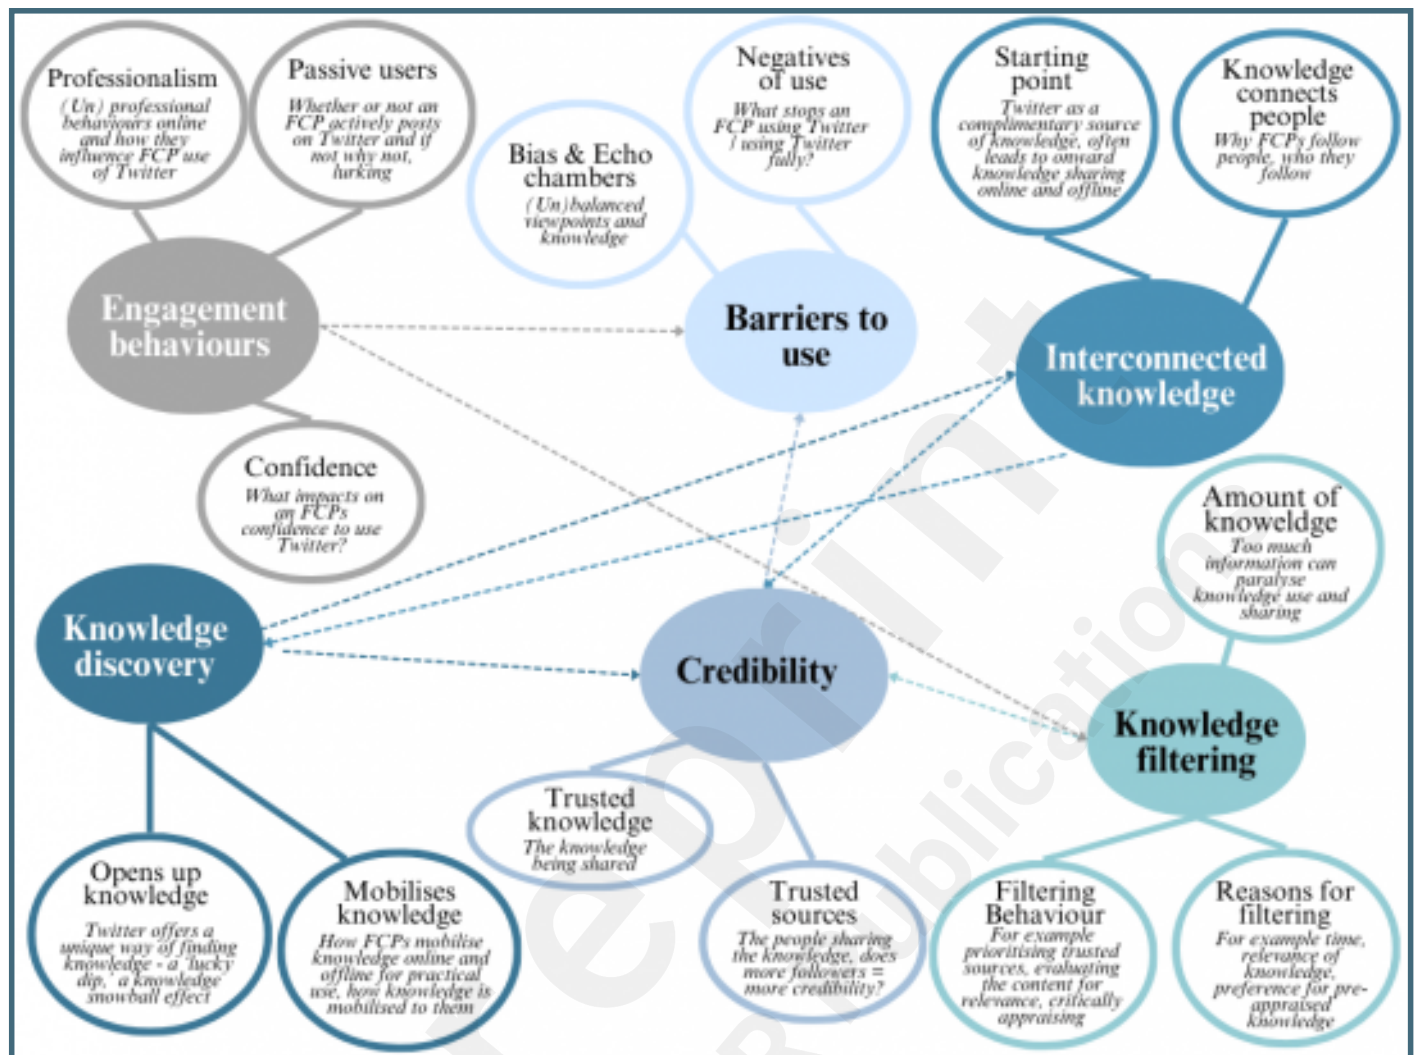 Professionalism
(Un) professional
behaviours online
and how they
influence FCP use
of Twitter
Passive users
Whether or not an
FCP actively posts
on Twitter and if
not why not,
lurking
Engagement
behaviours
Confidence
What impacts on
an FCPs
confidence to use
Twitter?
Bias & Echo
chambers
(Un)balanced
viewpoints and
knowledge
Negatives
of use
What stops an
FCP using Twitter
/ using Twitter
fully?
Barriers to
use
Starting
point
Twitter as a
complimentary source
of knowledge, often
leads to onward
knowledge sharing
online and offline
Knowledge
connects
people
Why FCPs follow
people, who they
follow
Interconnected
knowledge
Amount of
knoweldge
Too much
information can
paralyse
knowledge use and
sharing
Knowledge
filtering
Filtering
Behaviour
For example
prioritising trusted
sources, evaluating
the content for
relevance, critically
appraising
Reasons for
filtering
For example time,
relevance of
knowledge,
preference for pre-
appraised
knowledge
Credibility
Trusted
knowledge
The knowledge
being shared
Trusted
sources
The people sharing
the knowledge, does
more followers =
more credibility?
Knowledge
discovery
Opens up
knowledge
Twitter offers a
unique way of finding
knowledge - a 'lucky
dip,' a knowledge
snowball effect
Mobilises
knowledge
How FCPs mobilise
knowledge online and
offline for practical
use, how knowledge is
mobilised to them
eprint
R Publications